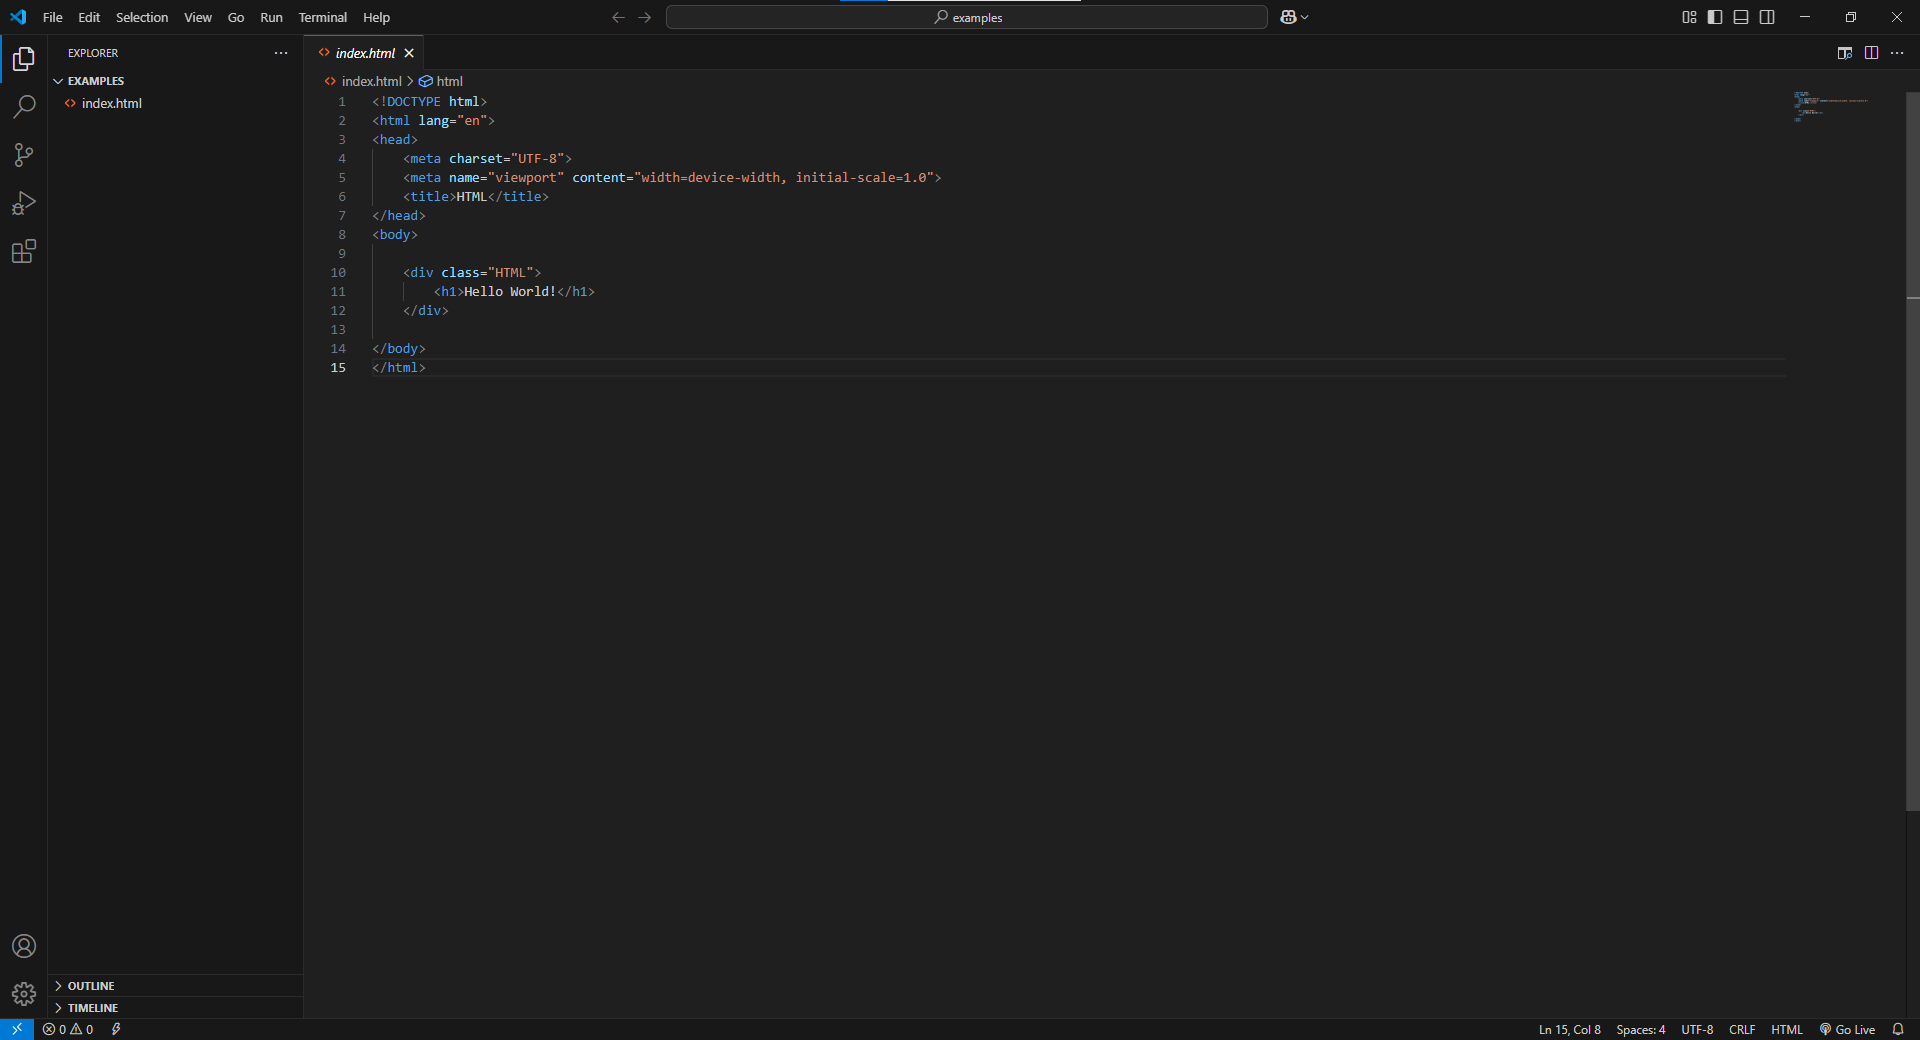 File Edit Selection View Go Run Terminal Help
examples
EXPLORER
EXAMPLES
index.html
OUTLINE
TIMELINE
index.html
index.html > html
1 <!DOCTYPE html>
2 <html lang="en">
3 <head>
4     <meta charset="UTF-8">
5     <meta name="viewport" content="width=device-width, initial-scale=1.0">
6     <title>HTML</title>
7 </head>
8 <body>
9
10     <div class="HTML">
11         <h1>Hello World!</h1>
12     </div>
13
14 </body>
15 </html>
0 0
Ln 15, Col 8 Spaces: 4 UTF-8 CRLF HTML Go Live